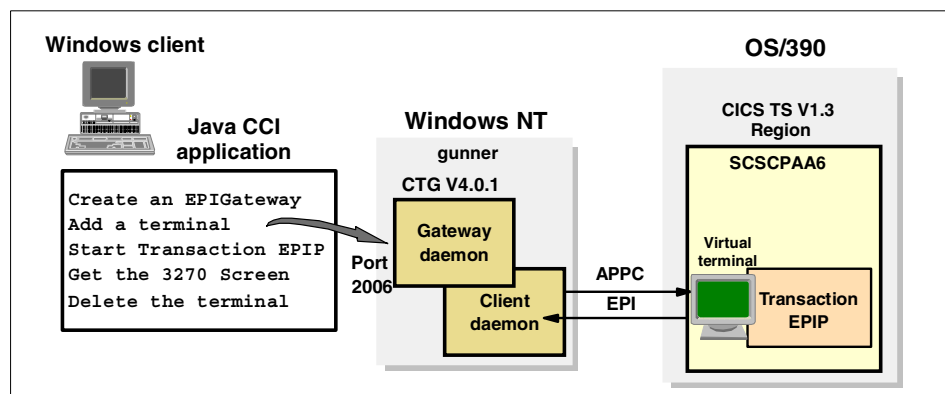 Windows client
Java CCI
application
Create an EPIGateway
Add a terminal
Start Transaction EPIP
Get the 3270 Screen
Delete the terminal
Windows NT
gunner
CTG V4.0.1
Gateway
daemon
Port
2006
Client
daemon
APPC
EPI
OS/390
CICS TS V1.3
Region
SCSCPAA6
Virtual
terminal
Transaction
EPIP